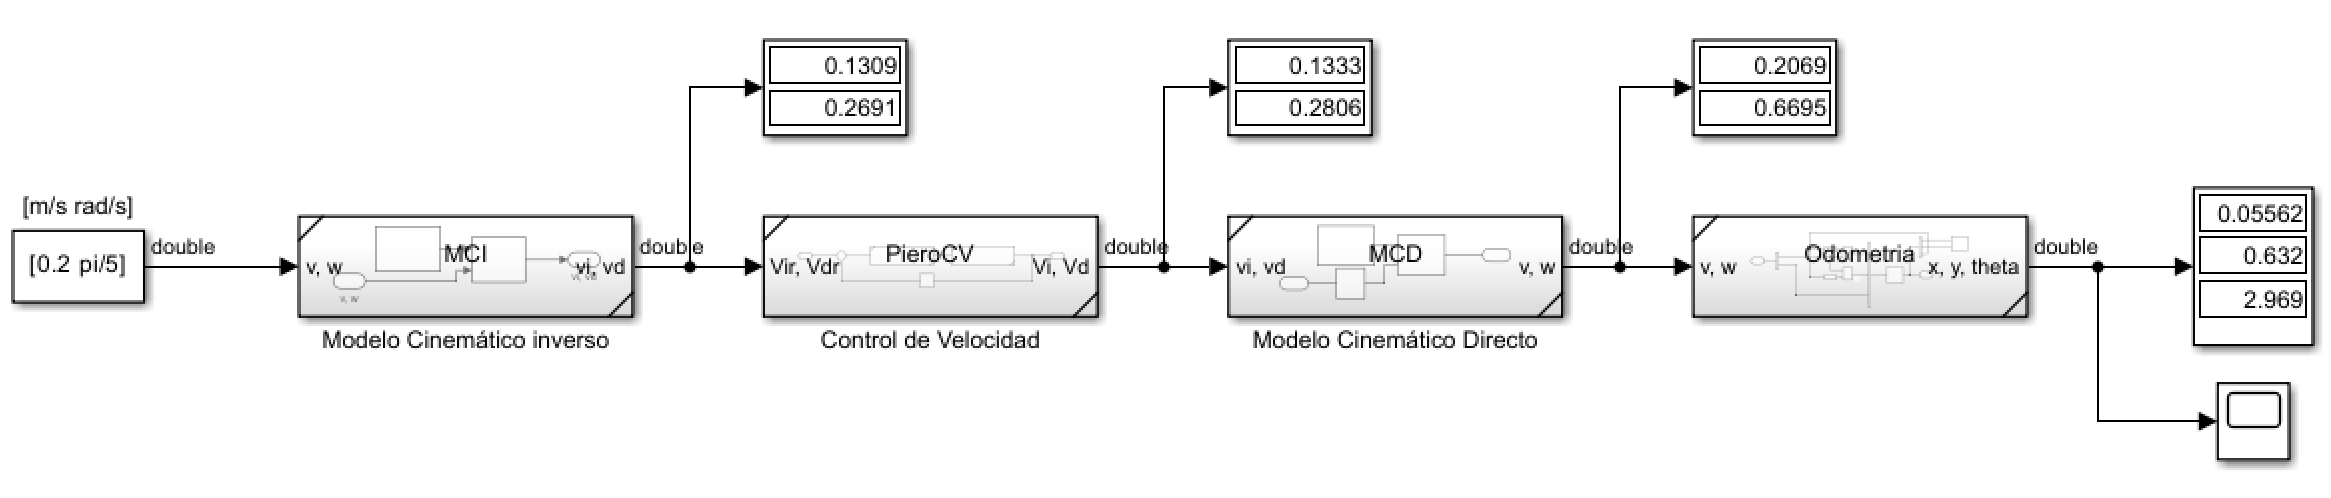 0.1309
0.2691
0.1333
0.2806
0.2069
0.6695
[m/s rad/s]
[0.2 pi/5]
double
v, w
MCI
vi, vd
v, w
Modelo Cinemático inverso
double
Vir, Vdr
PieroCV
Vi, Vd
Control de Velocidad
double
vi, vd
MCD
v, w
Modelo Cinemático Directo
double
v, w
Odometria
x, y, theta
double
0.05562
0.632
2.969